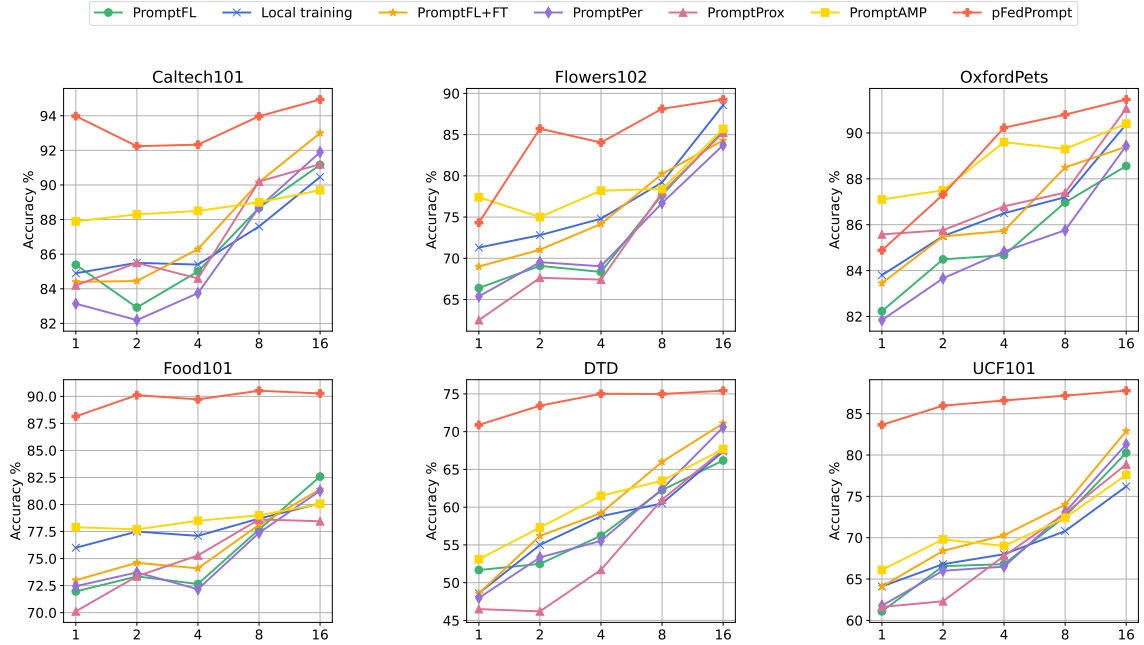 PromptFL Local training PromptFL+FT PromptPer PromptProx PromptAMP pFedPrompt
Caltech101 Flowers102 OxfordPets
Accuracy %
94
92
90
88
86
84
82
1 2 4 8 16
Accuracy %
90
85
80
75
70
65
1 2 4 8 16
Accuracy %
90
88
86
84
82
1 2 4 8 16
Food101 DTD UCF101
Accuracy %
90.0
87.5
85.0
82.5
80.0
77.5
75.0
72.5
70.0
1 2 4 8 16
Accuracy %
75
70
65
60
55
50
45
1 2 4 8 16
Accuracy %
85
80
75
70
65
60
1 2 4 8 16